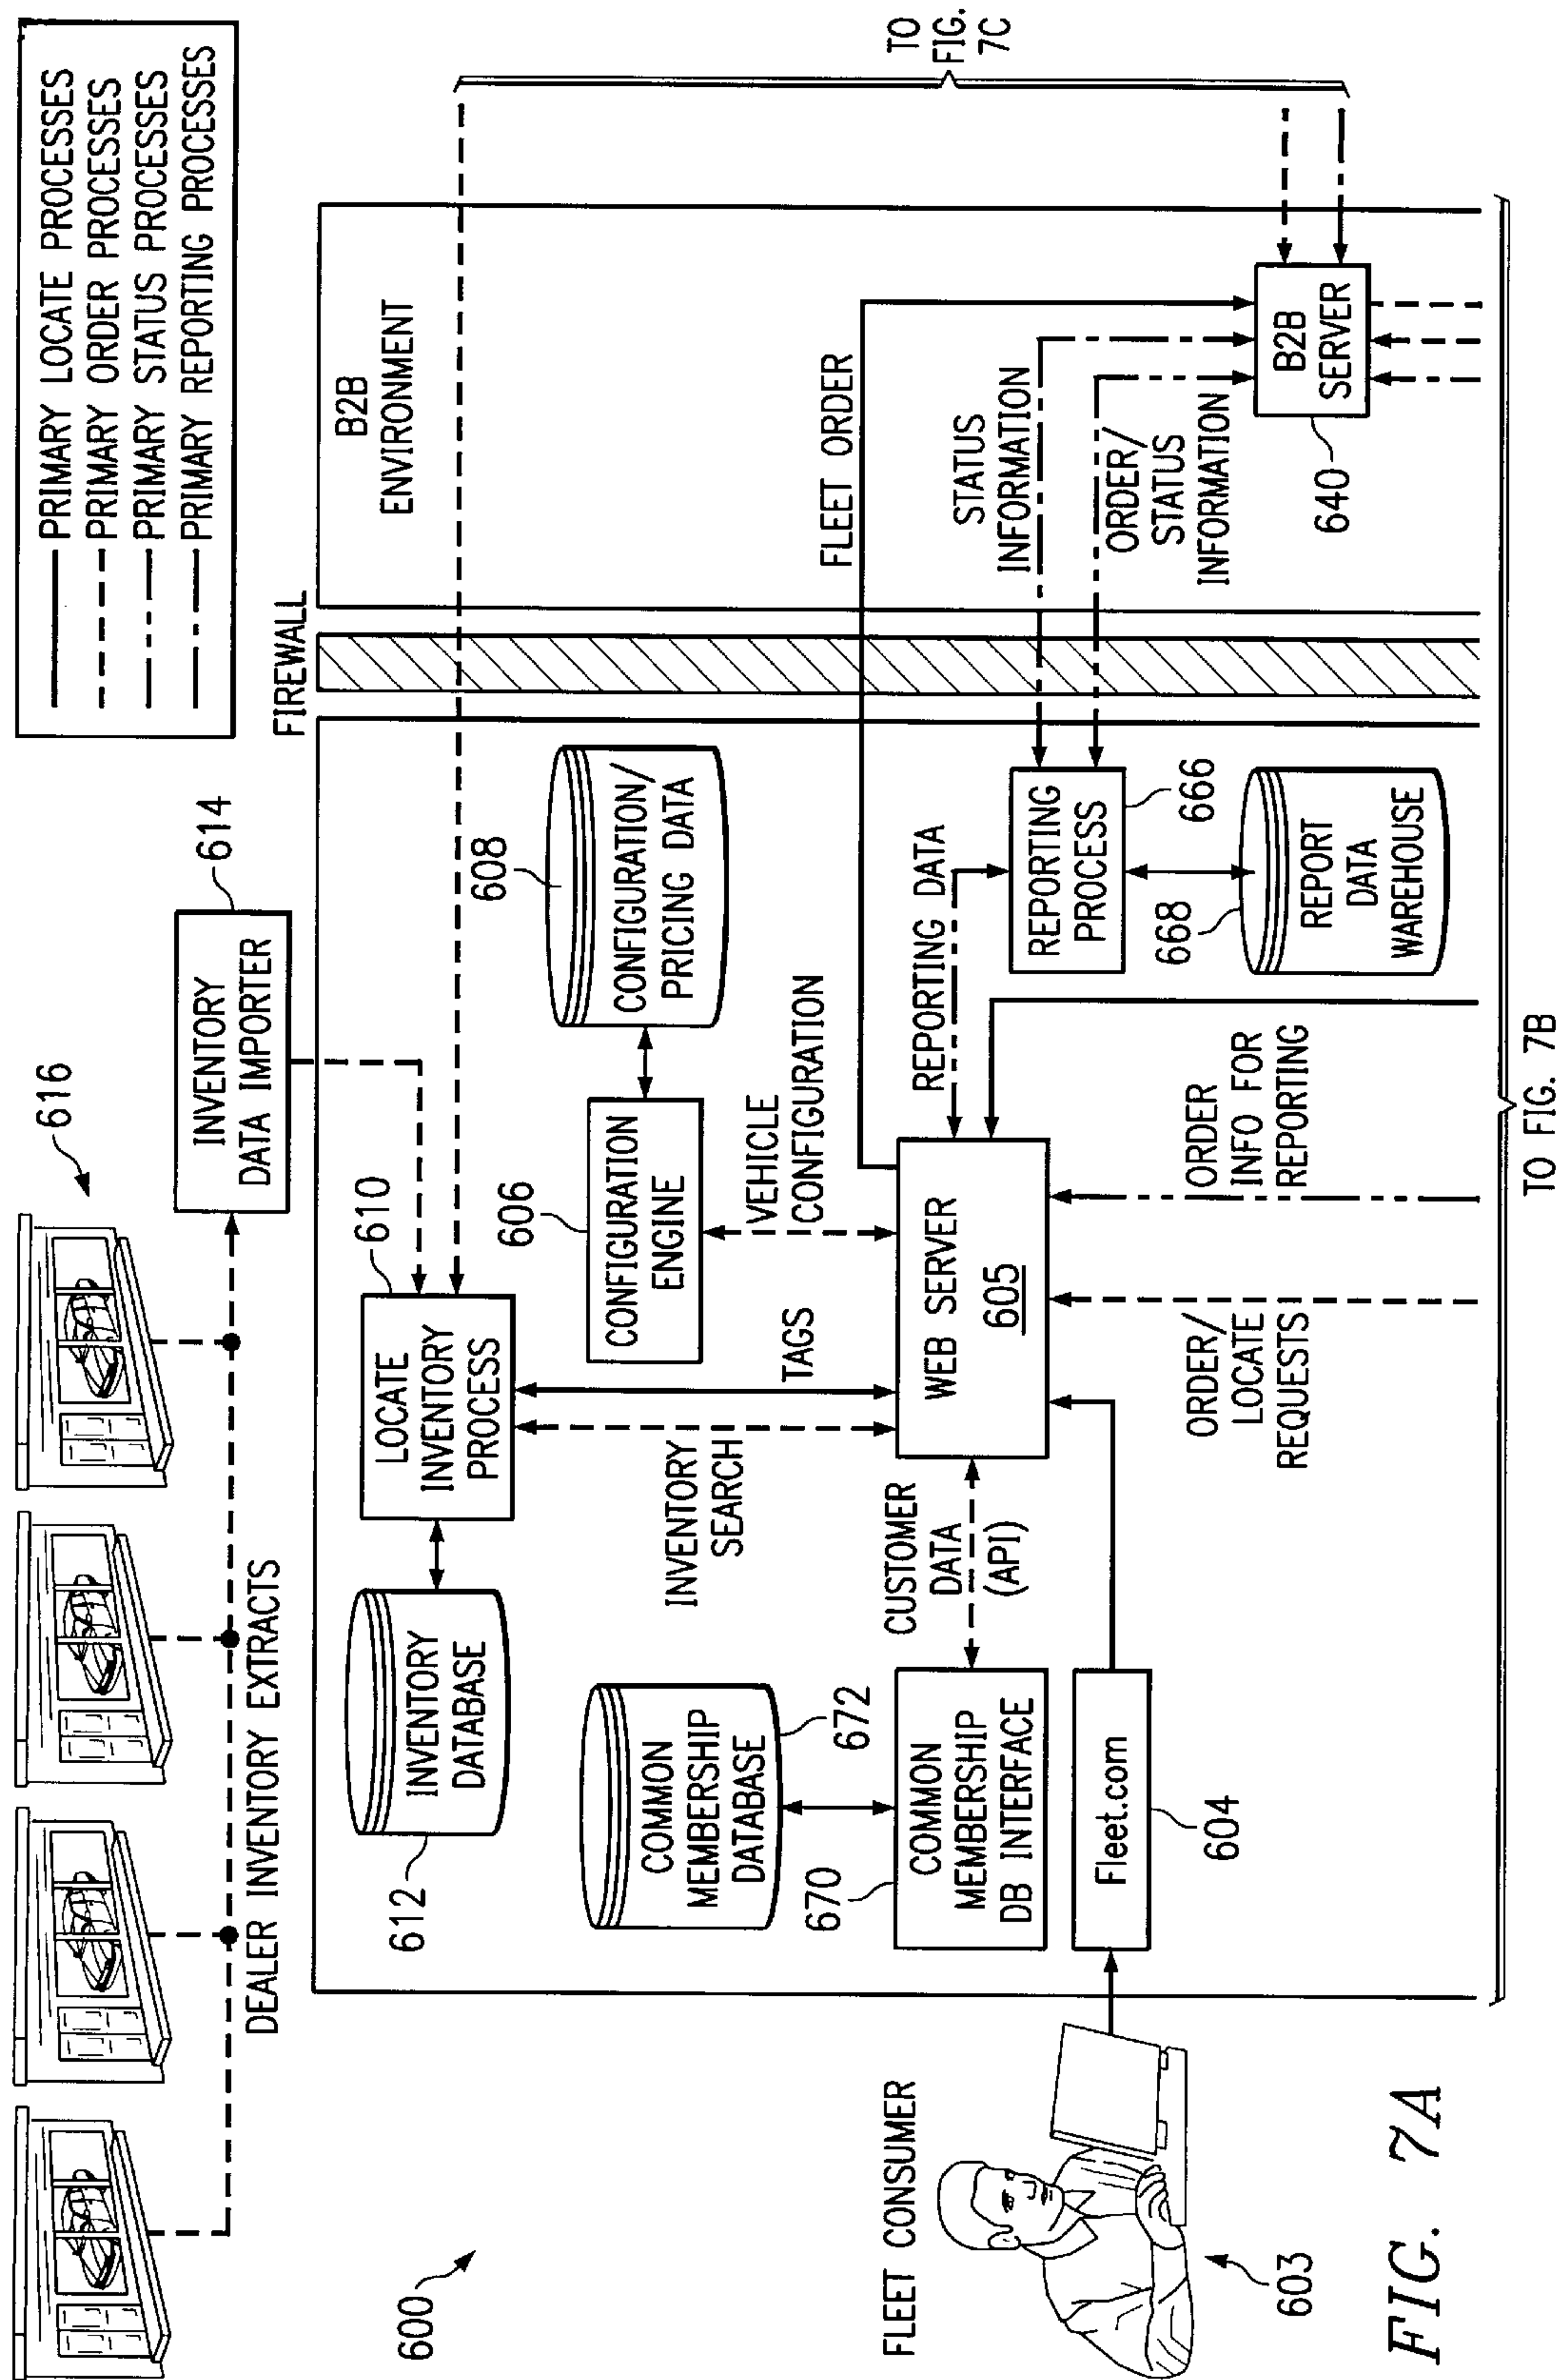 616
614
INVENTORY
DATA IMPORTER
DEALER INVENTORY EXTRACTS
PRIMARY LOCATE PROCESSES
PRIMARY ORDER PROCESSES
PRIMARY STATUS PROCESSES
PRIMARY REPORTING PROCESSES
FIREWALL
B2B
ENVIRONMENT
TO
FIG.
7C
600
612
INVENTORY
DATABASE
610
LOCATE
INVENTORY
PROCESS
608
CONFIGURATION/
PRICING DATA
606
CONFIGURATION
ENGINE
COMMON
MEMBERSHIP
DATABASE
672
INVENTORY
SEARCH
TAGS
VEHICLE
CONFIGURATION
FLEET ORDER
FLEET CONSUMER
603
670
COMMON
MEMBERSHIP
DB INTERFACE
CUSTOMER
DATA
(API)
WEB SERVER
605
REPORTING DATA
REPORTING
PROCESS
666
668
REPORT
DATA
WAREHOUSE
STATUS
INFORMATION
ORDER/
STATUS
INFORMATION
B2B
SERVER
640
Fleet.com
604
ORDER/
LOCATE
REQUESTS
ORDER
INFO FOR
REPORTING
TO FIG. 7B
FIG. 7A